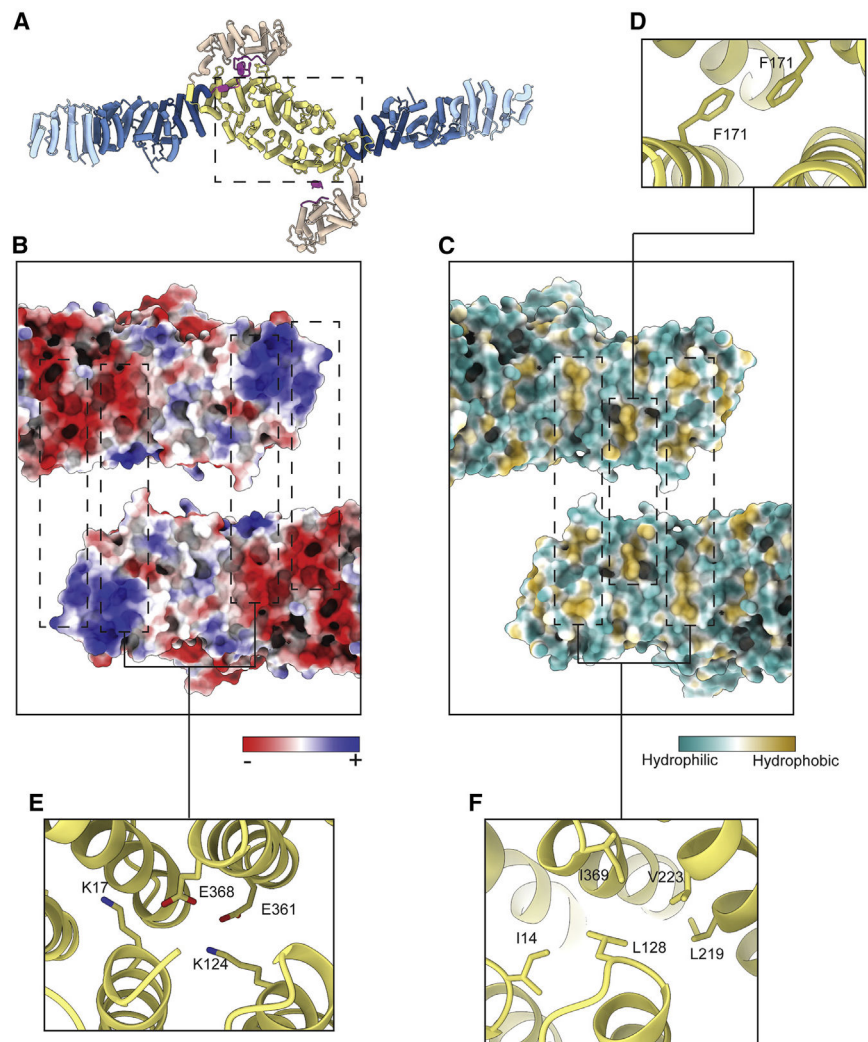 A
D
F171
F171
B
C
- +
Hydrophilic Hydrophobic
E
F
K17
E368
E361
K124
I369
V223
I14
L128
L219